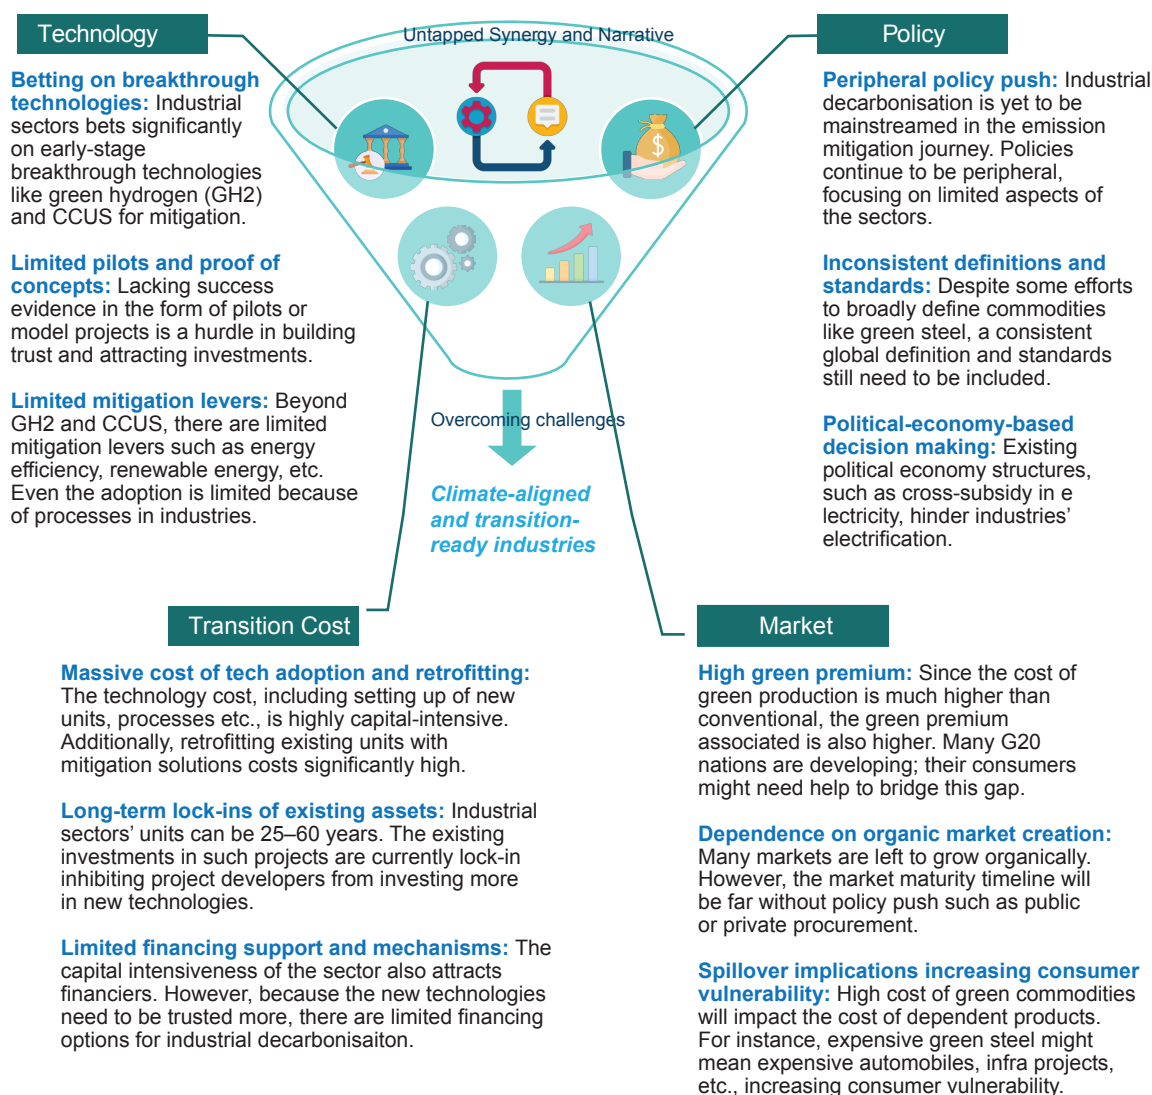 Technology
Betting on breakthrough
technologies: Industrial
sectors bets significantly
on early-stage
breakthrough technologies
like green hydrogen (GH2)
and CCUS for mitigation.
Limited pilots and proof of
concepts: Lacking success
evidence in the form of pilots or
model projects is a hurdle in building
trust and attracting investments.
Limited mitigation levers: Beyond
GH2 and CCUS, there are limited
mitigation levers such as energy
efficiency, renewable energy, etc.
Even the adoption is limited because
of processes in industries.
Untapped Synergy and Narrative
$
Overcoming challenges
Climate-aligned
and transition-
ready industries
Policy
Peripheral policy push: Industrial
decarbonisation is yet to be
mainstreamed in the emission
mitigation journey. Policies
continue to be peripheral,
focusing on limited aspects of
the sectors.
Inconsistent definitions and
standards: Despite some efforts
to broadly define commodities
like green steel, a consistent
global definition and standards
still need to be included.
Political-economy-based
decision making: Existing
political economy structures,
such as cross-subsidy in e
lectricity, hinder industries’
electrification.
Transition Cost
Massive cost of tech adoption and retrofitting:
The technology cost, including setting up of new
units, processes etc., is highly capital-intensive.
Additionally, retrofitting existing units with
mitigation solutions costs significantly high.
Long-term lock-ins of existing assets: Industrial
sectors’ units can be 25–60 years. The existing
investments in such projects are currently lock-in
inhibiting project developers from investing more
in new technologies.
Limited financing support and mechanisms: The
capital intensiveness of the sector also attracts
financiers. However, because the new technologies
need to be trusted more, there are limited financing
options for industrial decarbonisaiton.
Market
High green premium: Since the cost of
green production is much higher than
conventional, the green premium
associated is also higher. Many G20
nations are developing; their consumers
might need help to bridge this gap.
Dependence on organic market creation:
Many markets are left to grow organically.
However, the market maturity timeline will
be far without policy push such as public
or private procurement.
Spillover implications increasing consumer
vulnerability: High cost of green commodities
will impact the cost of dependent products.
For instance, expensive green steel might
mean expensive automobiles, infra projects,
etc., increasing consumer vulnerability.